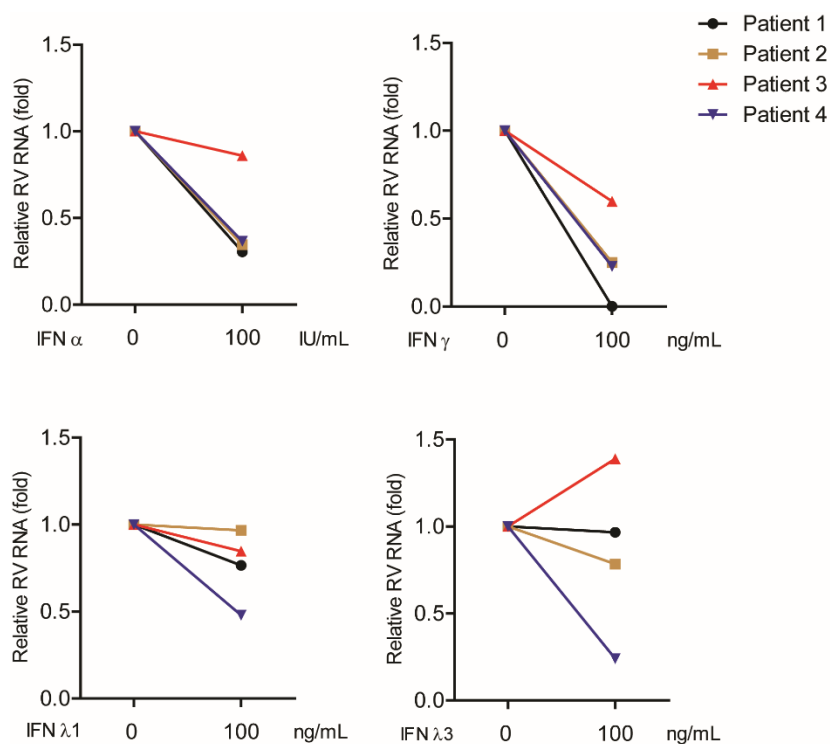 Patient 1
Patient 2
Patient 3
Patient 4
Relative RV RNA (fold)
1.5
1.0
0.5
0.0
IFN α 0 100 IU/mL
Relative RV RNA (fold)
1.5
1.0
0.5
0.0
IFN γ 0 100 ng/mL
Relative RV RNA (fold)
1.5
1.0
0.5
0.0
IFN λ1 0 100 ng/mL
Relative RV RNA (fold)
1.5
1.0
0.5
0.0
IFN λ3 0 100 ng/mL